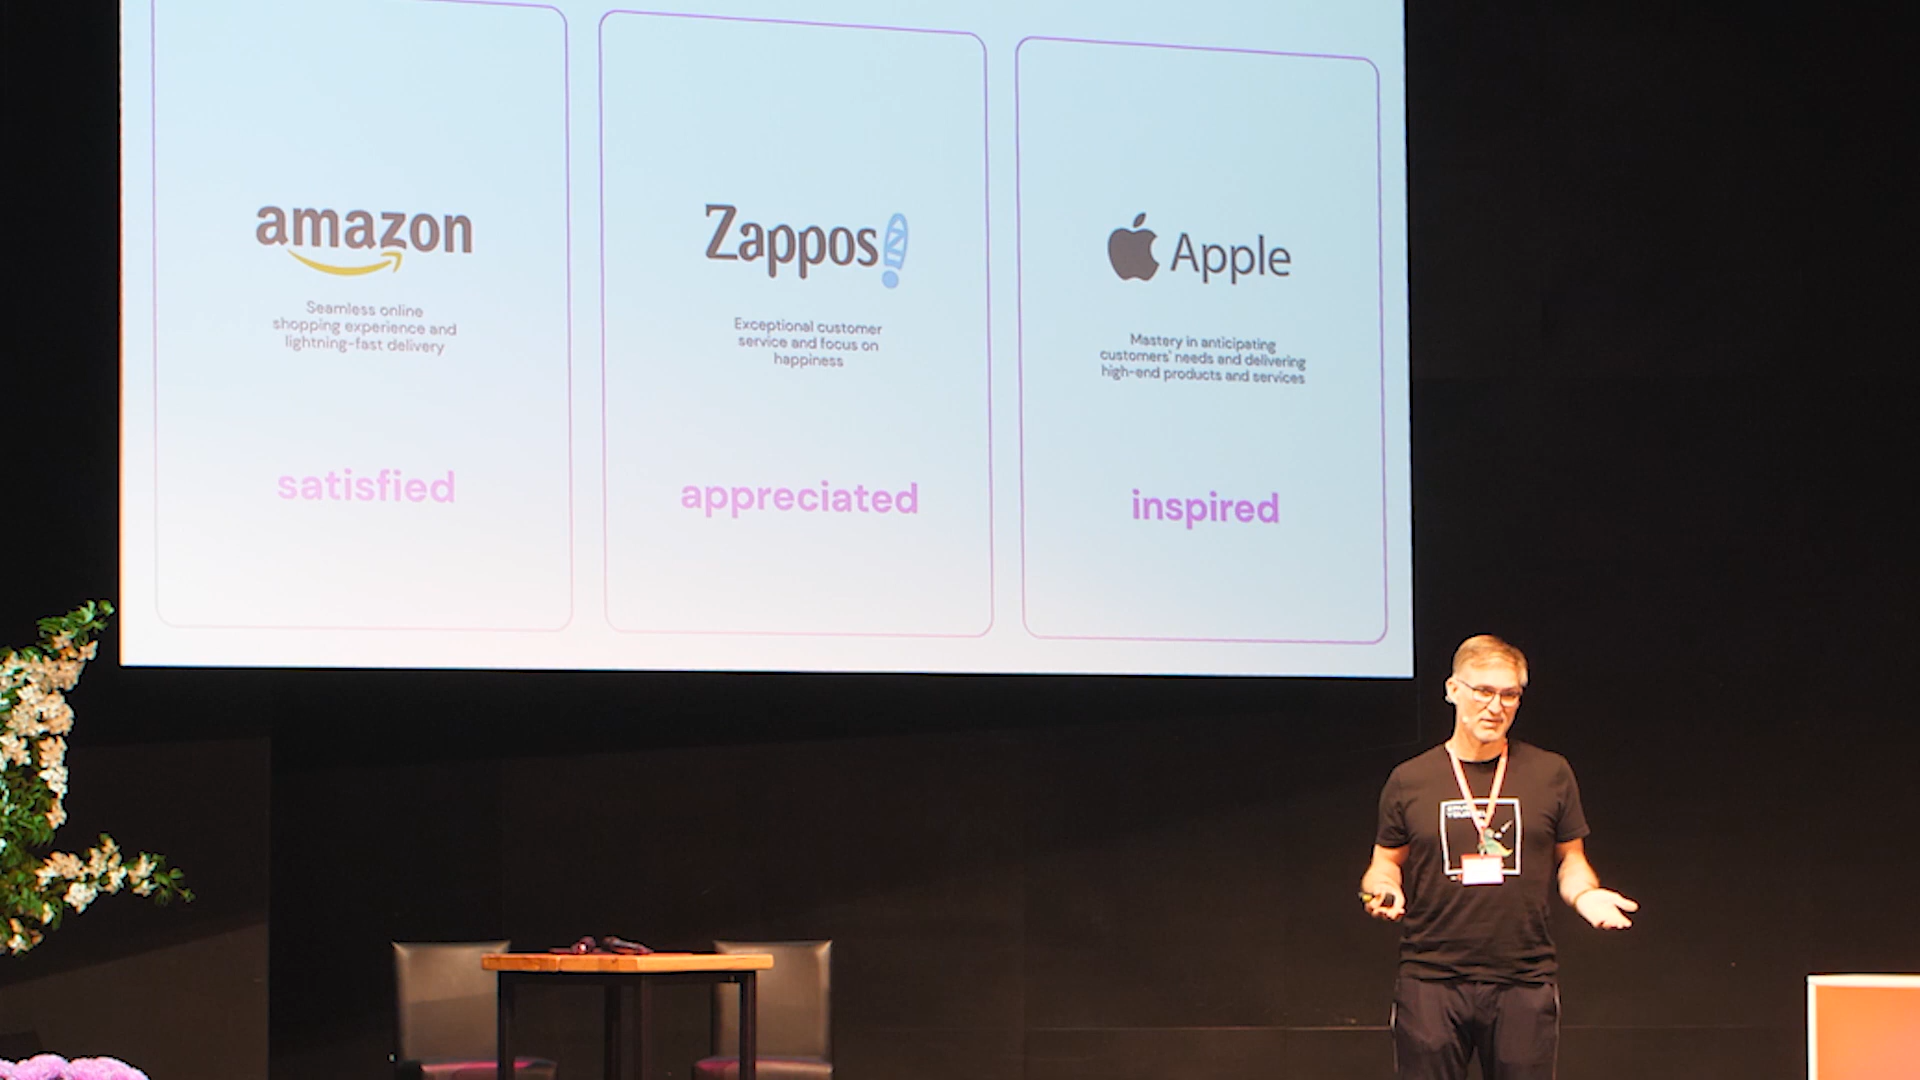 amazon
Seamless online
shopping experience and
lightning-fast delivery
satisfied
Zappos
Exceptional customer
service and focus on
happiness
appreciated
Apple
Mastery in anticipating
customers' needs and delivering
high-end products and services
inspired